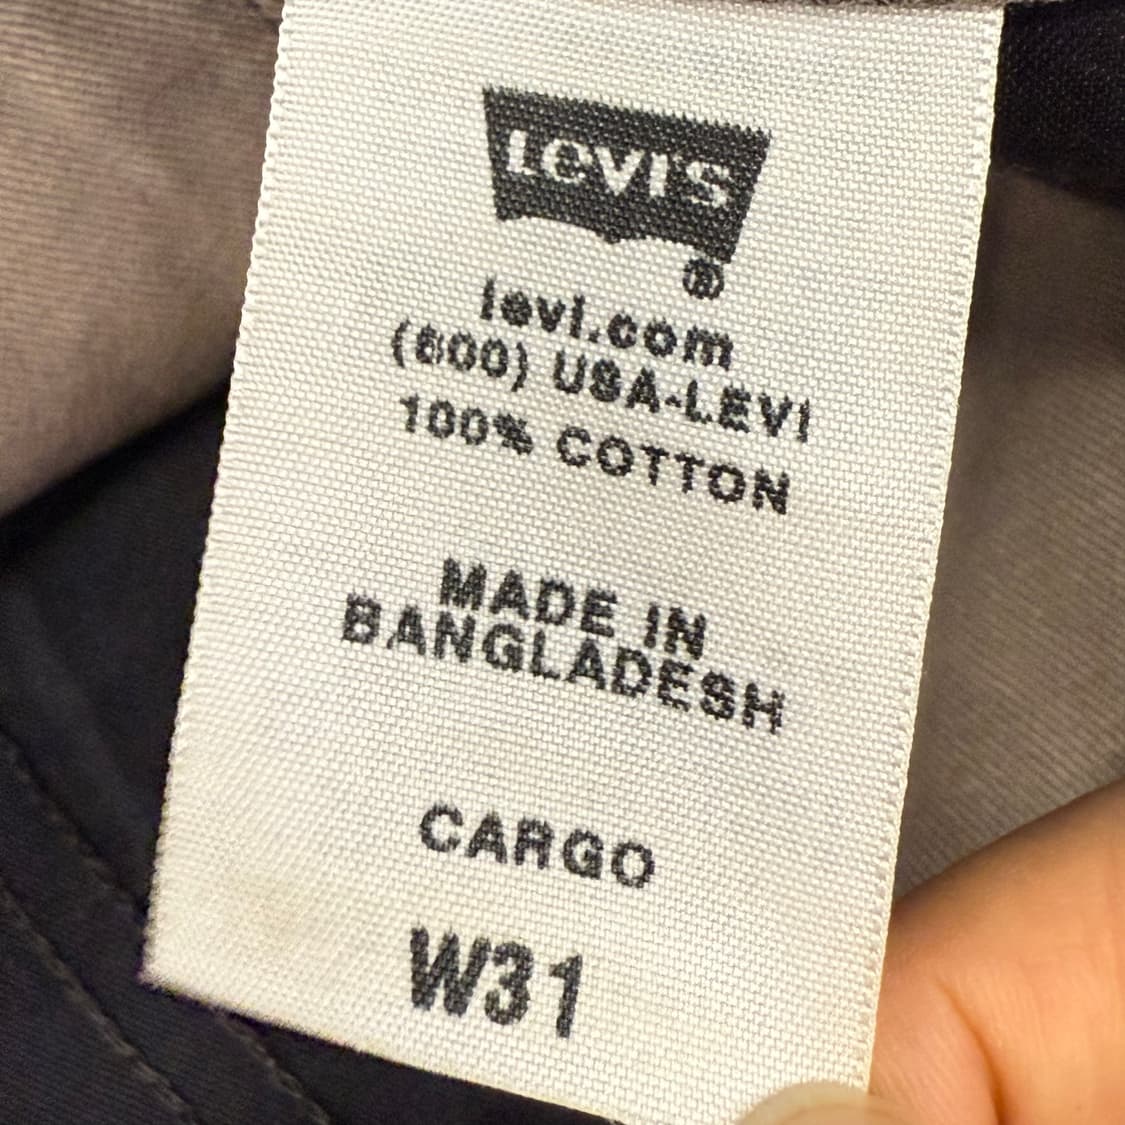 Levi's
®
levi.com
(800) USA-LEVI
100% COTTON
MADE IN
BANGLADESH
CARGO
W31